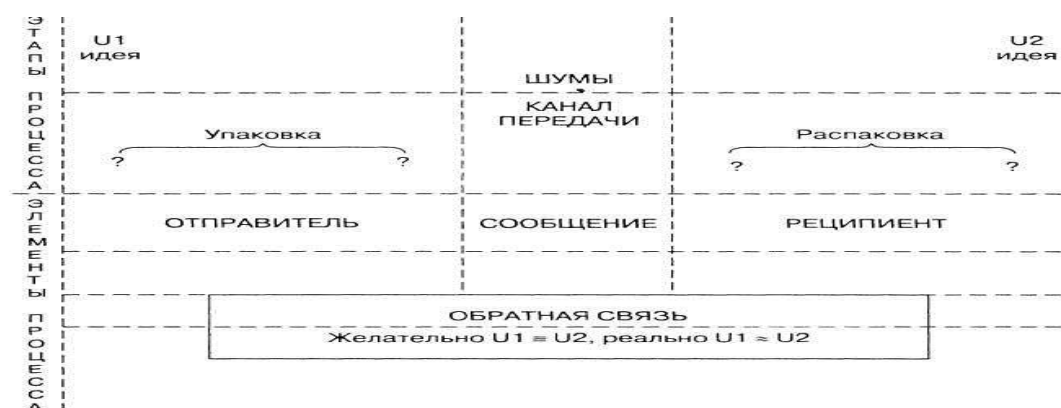 ЭТАПЫ ПРОЦЕССА
U1
идея
U2
идея
ШУМЫ
КАНАЛ
ПЕРЕДАЧИ
Упаковка
Распаковка
?
?
?
?
ЭЛЕМЕНТЫ ПРОЦЕССА
ОТПРАВИТЕЛЬ
СООБЩЕНИЕ
РЕЦИПИЕНТ
ОБРАТНАЯ СВЯЗЬ
Желательно U1 = U2, реально U1 ≈ U2